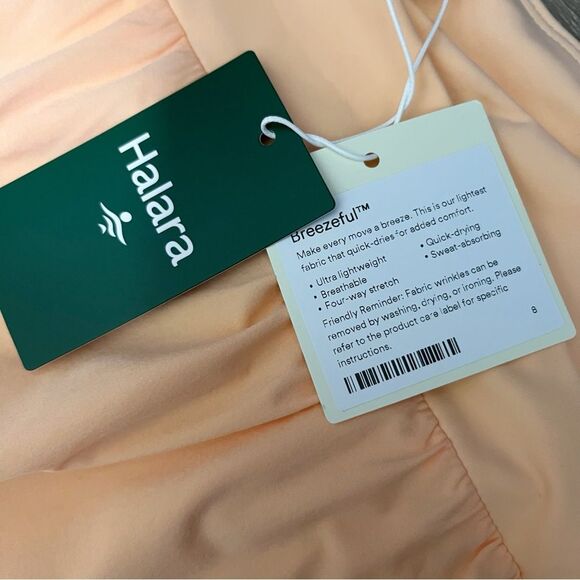 Halara
Breezeful™
Make every move a breeze. This is our lightest
fabric that quick-dries for added comfort.
• Ultra lightweight
• Quick-drying
• Breathable
• Sweat-absorbing
• Four-way stretch
Friendly Reminder: Fabric wrinkles can be
removed by washing, drying, or ironing. Please
refer to the product care label for specific
instructions.
8